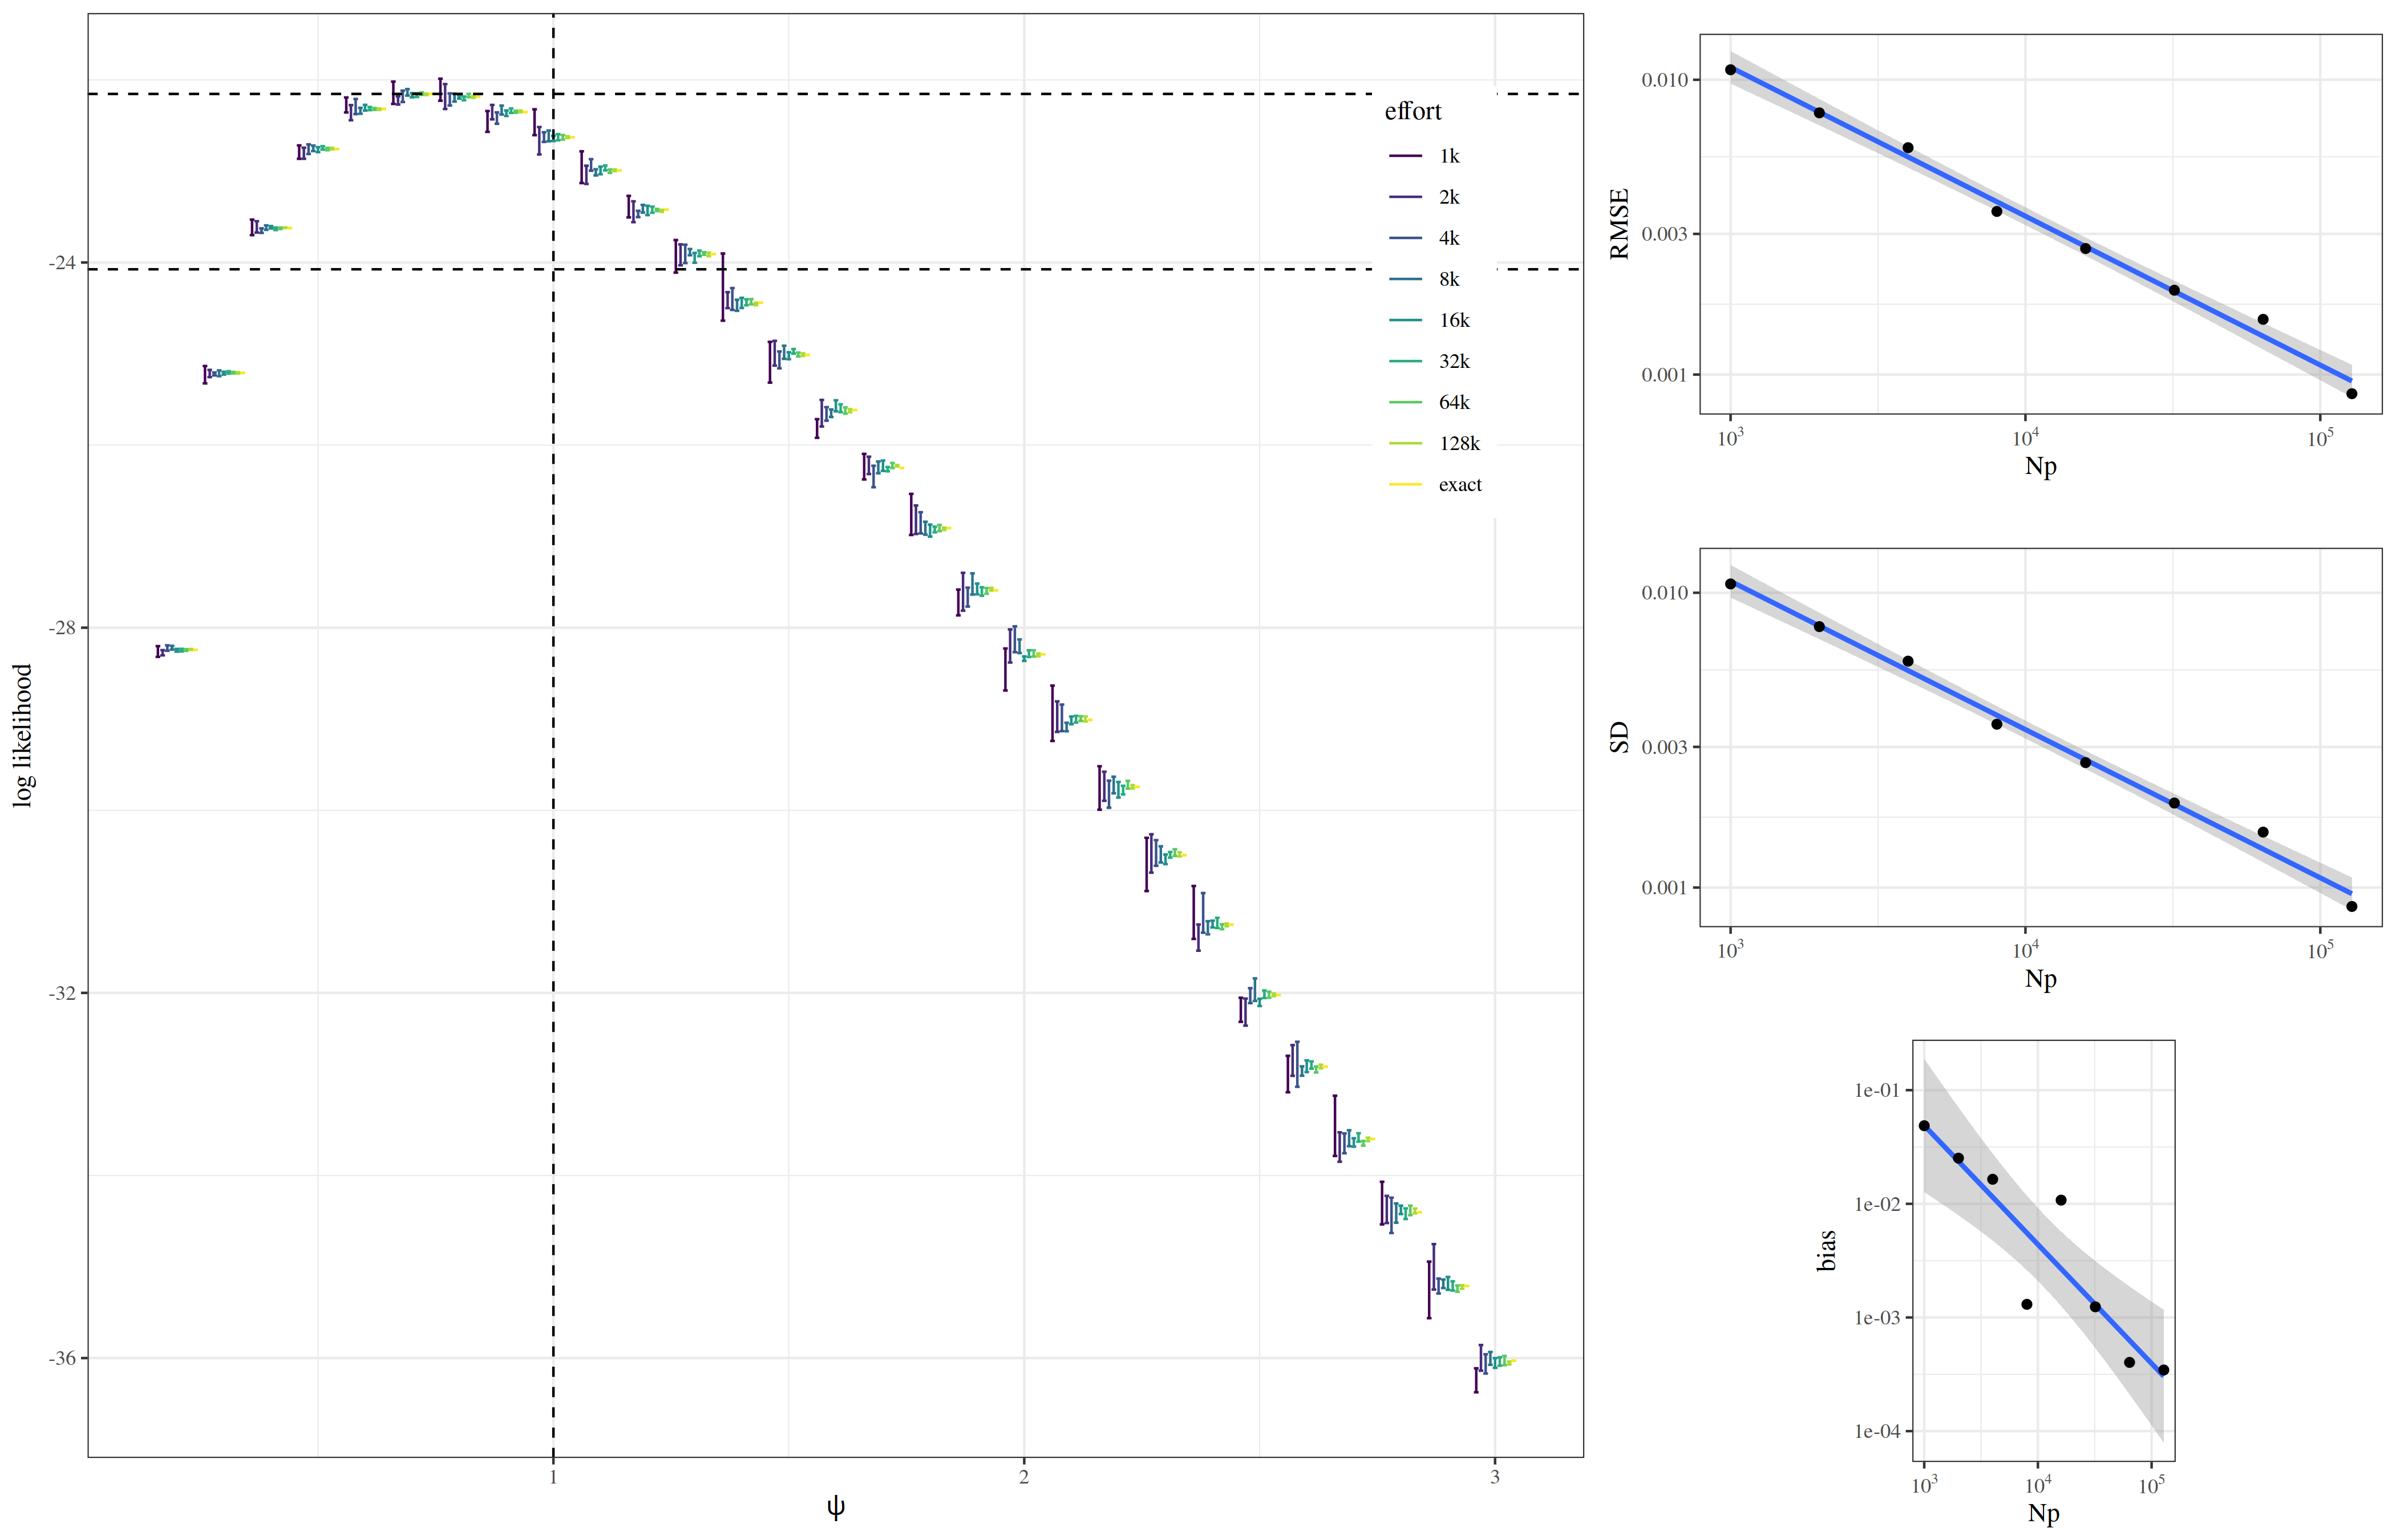 log likelihood
-24
-28
-32
-36
1
2
3
ψ
effort
1k
2k
4k
8k
16k
32k
64k
128k
exact
RMSE
0.010
0.003
0.001
10³
10⁴
10⁵
Np
SD
0.010
0.003
0.001
10³
10⁴
10⁵
Np
bias
1e-01
1e-02
1e-03
1e-04
10³
10⁴
10⁵
Np